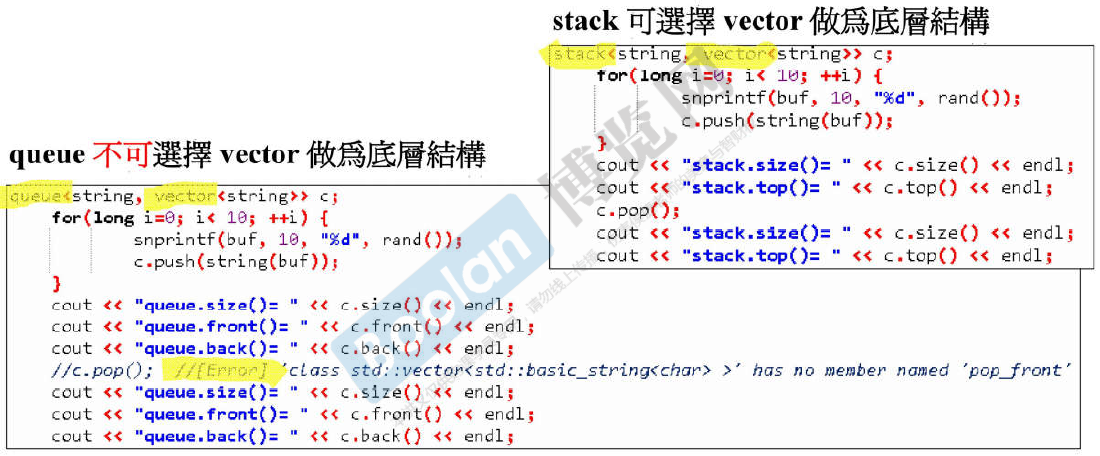 stack 可選擇 vector 做爲底層結構
stack<string, vector<string>> c;
for(long i=0; i< 10; ++i) {
snprintf(buf, 10, "%d", rand());
c.push(string(buf));
}
cout << "stack.size()= " << c.size() << endl;
cout << "stack.top()= " << c.top() << endl;
c.pop();
cout << "stack.size()= " << c.size() << endl;
cout << "stack.top()= " << c.top() << endl;
queue 不可選擇 vector 做爲底層結構
queue<string, vector<string>> c;
for(long i=0; i< 10; ++i) {
snprintf(buf, 10, "%d", rand());
c.push(string(buf));
}
cout << "queue.size()= " << c.size() << endl;
cout << "queue.front()= " << c.front() << endl;
cout << "queue.back()= " << c.back() << endl;
//c.pop(); //[Error] 'class std::vector<std::basic_string<char> >' has no member named 'pop_front'
cout << "queue.size()= " << c.size() << endl;
cout << "queue.front()= " << c.front() << endl;
cout << "queue.back()= " << c.back() << endl;
Boolan 博览网